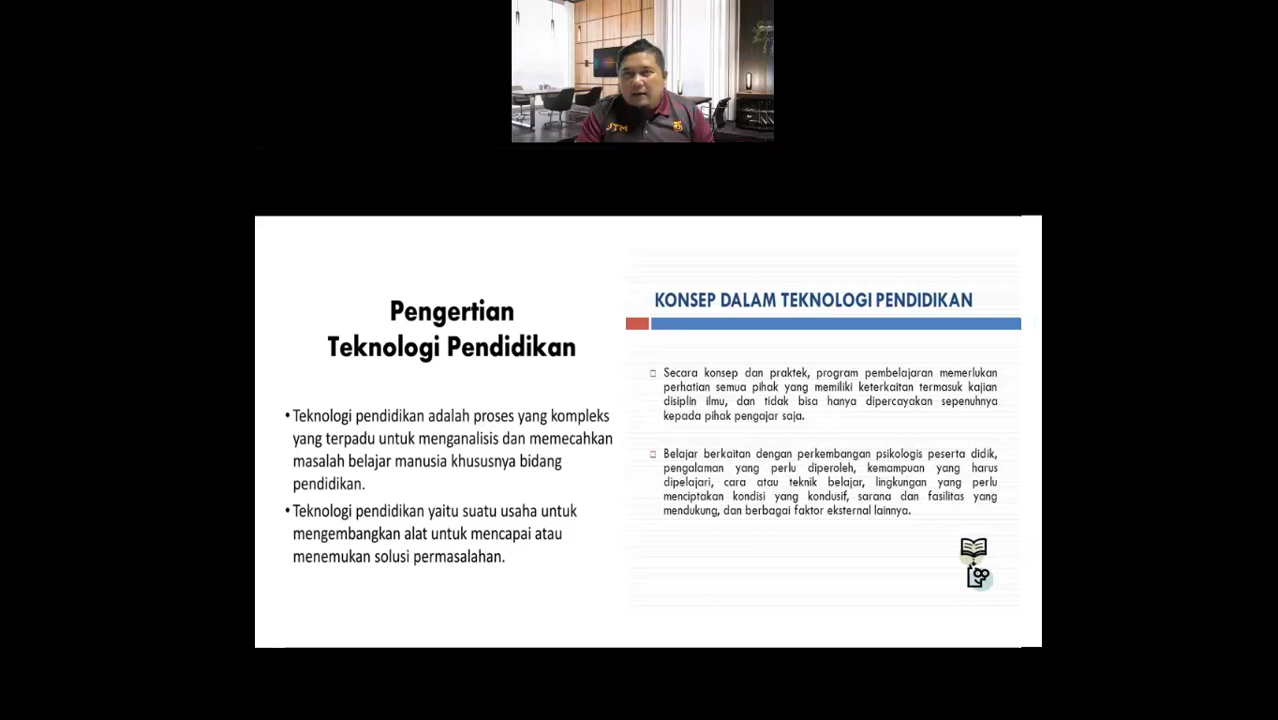 JTM
Pengertian
Teknologi Pendidikan
• Teknologi pendidikan adalah proses yang kompleks
yang terpadu untuk menganalisis dan memecahkan
masalah belajar manusia khususnya bidang
pendidikan.
• Teknologi pendidikan yaitu suatu usaha untuk
mengembangkan alat untuk mencapai atau
menemukan solusi permasalahan.
KONSEP DALAM TEKNOLOGI PENDIDIKAN
Secara konsep dan praktek, program pembelajaran memerlukan
perhatian semua pihak yang memiliki keterkaitan termasuk kajian
disiplin ilmu, dan tidak bisa hanya dipercayakan sepenuhnya
kepada pihak pengajar saja.
Belajar berkaitan dengan perkembangan psikologis peserta didik,
pengalaman yang perlu diperoleh, kemampuan yang harus
dipelajari, cara atau teknik belajar, lingkungan yang perlu
menciptakan kondisi yang kondusif, sarana dan fasilitas yang
mendukung, dan berbagai faktor eksternal lainnya.